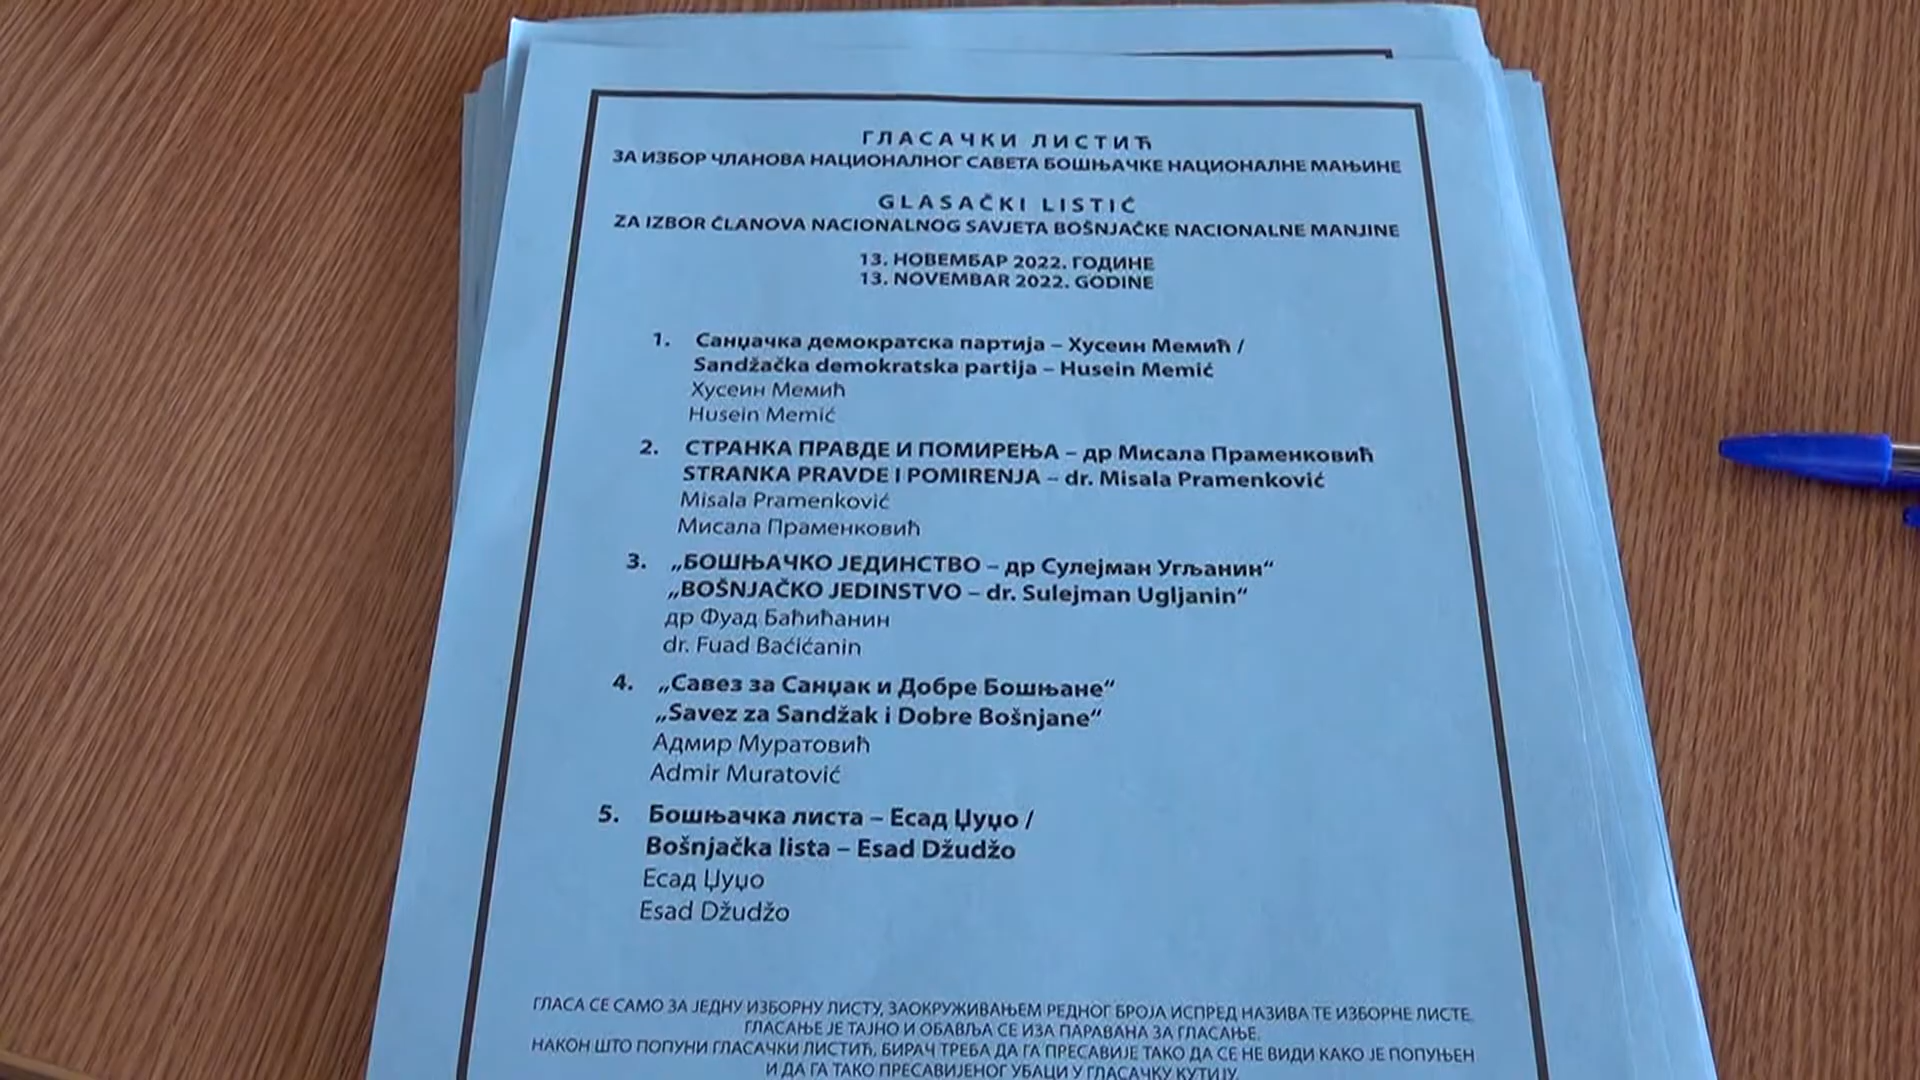 ГЛАСАЧКИ ЛИСТИЋ
ЗА ИЗБОР ЧЛАНОВА НАЦИОНАЛНОГ САВЕТА БОШЊАЧКЕ НАЦИОНАЛНЕ МАЊИНЕ
GLASAČKI LISTIĆ
ZA IZBOR ČLANOVA NACIONALNOG SAVJETA BOŠNJAČKE NACIONALNE MANJINE
13. НОВЕМБАР 2022. ГОДИНЕ
13. NOVEMBAR 2022. GODINE
1. Санџачка демократска партија – Хусеин Мемић /
Sandžačka demokratska partija – Husein Memić
Хусеин Мемић
Husein Memić
2. СТРАНКА ПРАВДЕ И ПОМИРЕЊА – др Мисала Праменковић
STRANKA PRAVDE I POMIRENJA – dr. Misala Pramenković
Misala Pramenković
Мисала Праменковић
3. „БОШЊАЧКО ЈЕДИНСТВО – др Сулејман Угљанин“
„BOŠNJAČKO JEDINSTVO – dr. Sulejman Ugljanin“
др Фуад Баћићанин
dr. Fuad Baćićanin
4. „Савез за Санџак и Добре Бошњане“
„Savez za Sandžak i Dobre Bošnjane“
Адмир Муратовић
Admir Muratović
5. Бошњачка листа – Есад Џуџо /
Bošnjačka lista – Esad Džudžo
Есад Џуџо
Esad Džudžo
ГЛАСА СЕ САМО ЗА ЈЕДНУ ИЗБОРНУ ЛИСТУ, ЗАОКРУЖИВАЊЕМ РЕДНОГ БРОЈА ИСПРЕД НАЗИВА ТЕ ИЗБОРНЕ ЛИСТЕ.
ГЛАСАЊЕ ЈЕ ТАЈНО И ОБАВЉА СЕ ИЗА ПАРАВАНА ЗА ГЛАСАЊЕ.
НАКОН ШТО ПОПУНИ ГЛАСАЧКИ ЛИСТИЋ, БИРАЧ ТРЕБА ДА ГА ПРЕСАВИЈЕ ТАКО ДА СЕ НЕ ВИДИ КАКО ЈЕ ПОПУЊЕН
И ДА ГА ТАКО ПРЕСАВИЈЕНОГ УБАЦИ У ГЛАСАЧКУ КУТИЈУ.